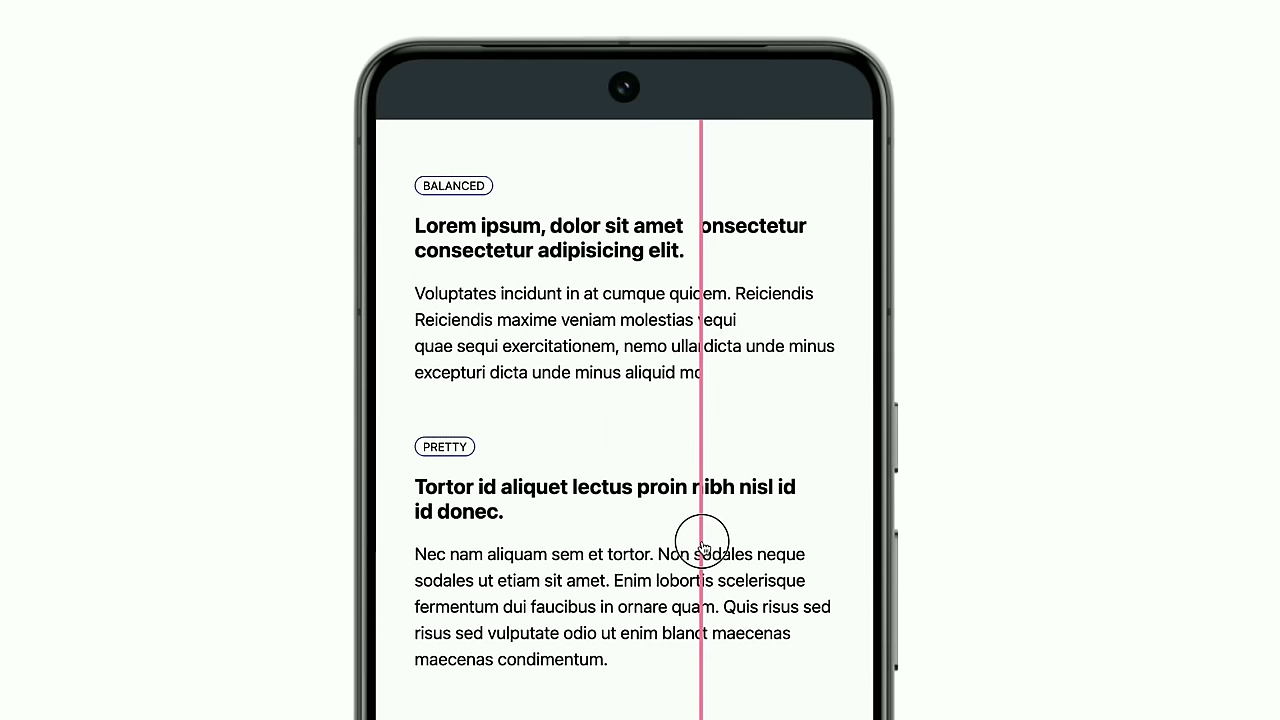 BALANCED
Lorem ipsum, dolor sit amet onsectetur
consectetur adipisicing elit.
Voluptates incidunt in at cumque quidem. Reiciendis
Reiciendis maxime veniam molestias equi
quae sequi exercitationem, nemo ulla dicta unde minus
excepturi dicta unde minus aliquid mo
PRETTY
Tortor id aliquet lectus proin nibh nisl id
id donec.
Nec nam aliquam sem et tortor. Non sodales neque
sodales ut etiam sit amet. Enim lobortis scelerisque
fermentum dui faucibus in ornare quam. Quis risus sed
risus sed vulputate odio ut enim blandt maecenas
maecenas condimentum.